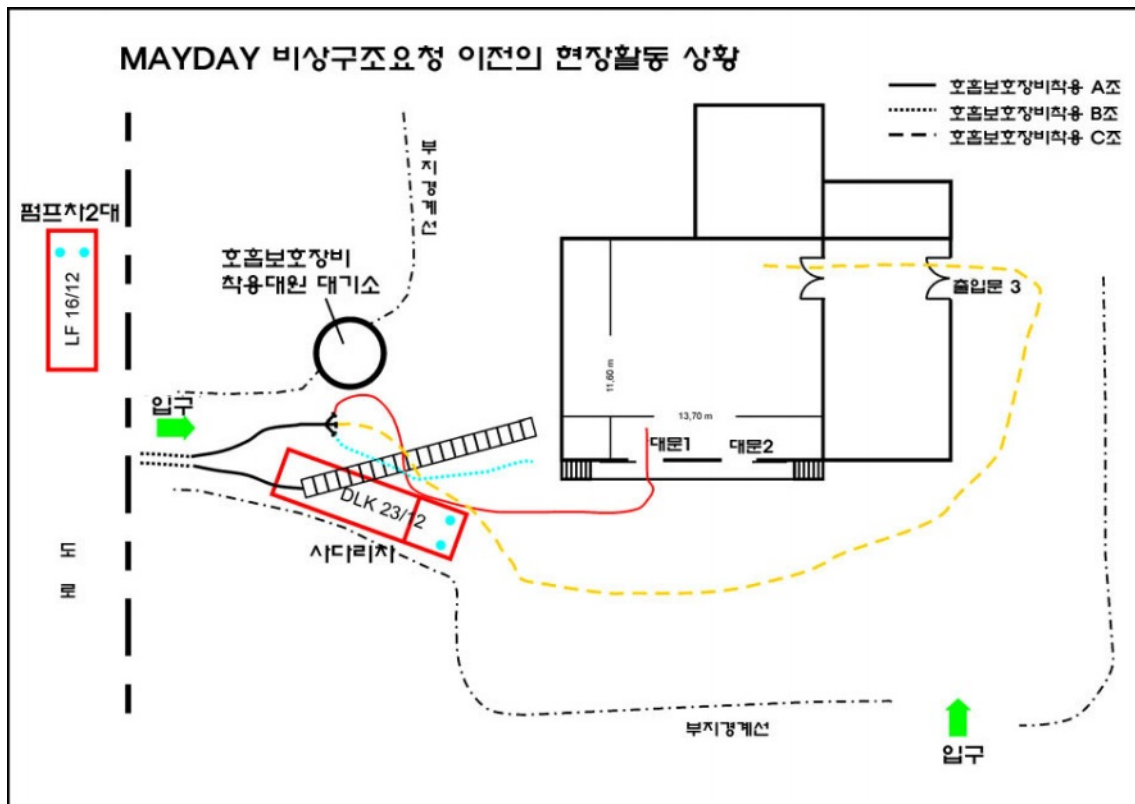 MAYDAY 비상구조요청 이전의 현장활동 상황
호흡보호장비착용 A조
호흡보호장비착용 B조
호흡보호장비착용 C조
부지경계선
펌프차2대
LF 16/12
호흡보호장비
착용대원 대기소
출입문 3
11,60 m
13,70 m
입구
대문1
대문2
DLK 23/12
사다리차
도로
부지경계선
입구